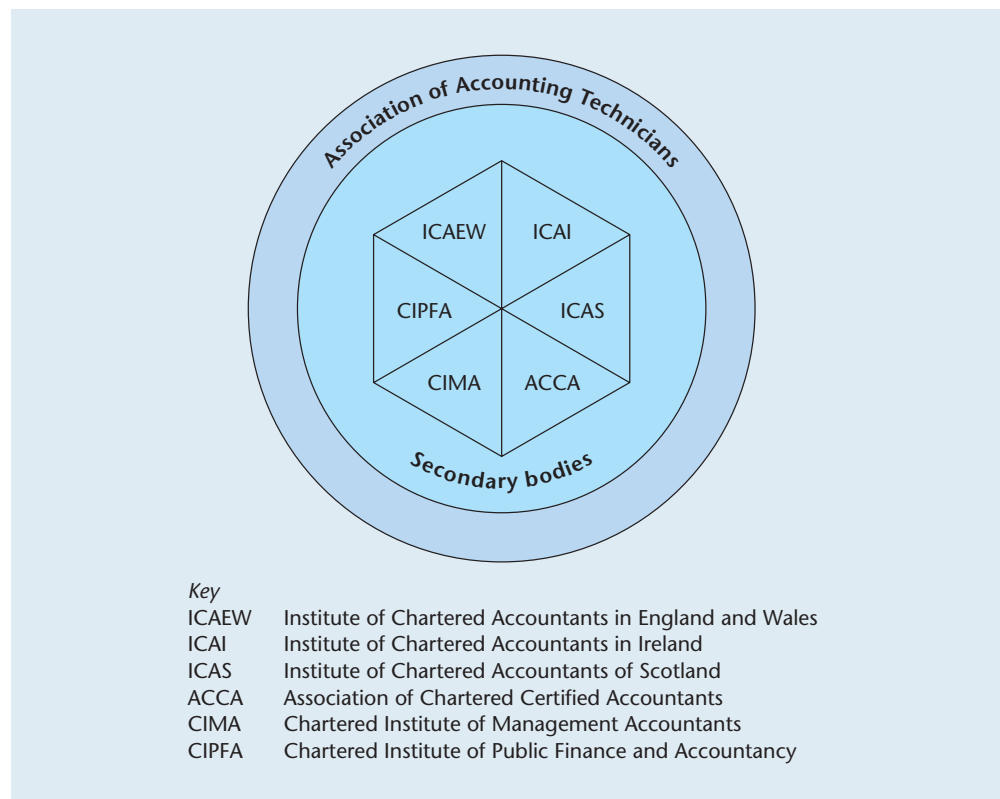 Association of Accounting Technicians
ICAEW
ICAI
CIPFA
ICAS
CIMA
ACCA
Secondary bodies
Key
ICAEW Institute of Chartered Accountants in England and Wales
ICAI Institute of Chartered Accountants in Ireland
ICAS Institute of Chartered Accountants of Scotland
ACCA Association of Chartered Certified Accountants
CIMA Chartered Institute of Management Accountants
CIPFA Chartered Institute of Public Finance and Accountancy